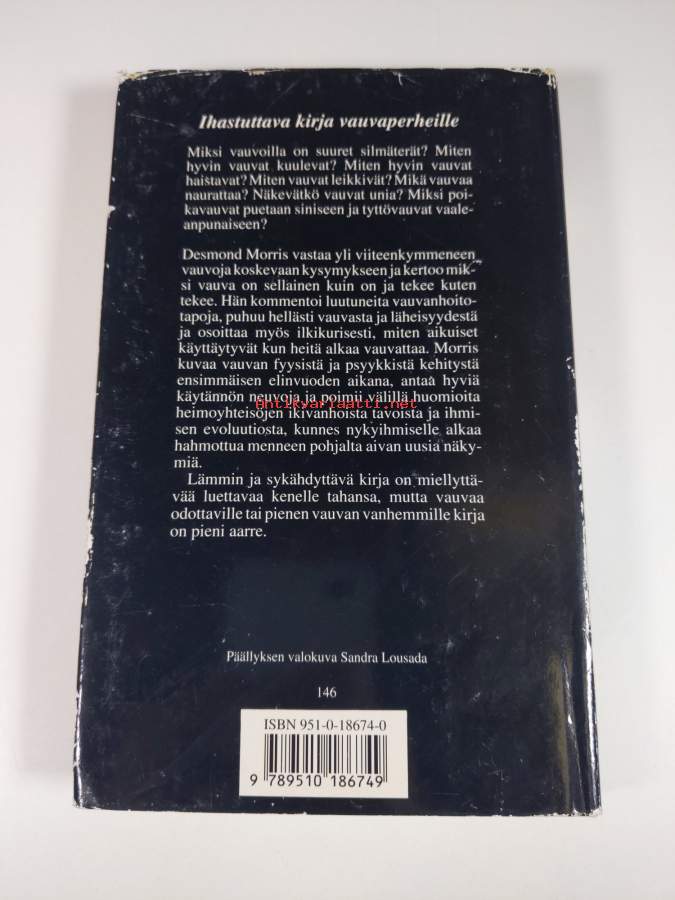 Ihastuttava kirja vauvaperheille
Miksi vauvoilla on suuret silmäterät? Miten
hyvin vauvat kuulevat? Miten hyvin vauvat
haistavat? Miten vauvat leikkivät? Mikä vauvaa
naurattaa? Näkevätkö vauvat unia? Miksi poi-
kavauvat puetaan siniseen ja tyttövauvat vaale-
anpunaiseen?
Desmond Morris vastaa yli viiteenkymmeneen
vauvoja koskevaan kysymykseen ja kertoo mik-
si vauva on sellainen kuin on ja tekee kuten
tekee. Hän kommentoi luutuneita vauvanhoito-
tapoja, puhuu hellästi vauvasta ja läheisyydestä
ja osoittaa myös ilkikurisesti, miten aikuiset
käyttäytyvät kun heitä alkaa vauvattaa. Morris
kuvaa vauvan fyysistä ja psyykkistä kehitystä
ensimmäisen elinvuoden aikana, antaa hyviä
käytännön neuvoja ja poimii välillä huomioita
Antikvariaatti.net
heimoyhteisöjen ikivanhoista tavoista ja ihmi-
sen evoluutiosta, kunnes nykyihmiselle alkaa
hahmottua menneen pohjalta aivan uusia näky-
miä.
Lämmin ja sykähdyttävä kirja on miellyttä-
vää luettavaa kenelle tahansa, mutta vauvaa
odottaville tai pienen vauvan vanhemmille kirja
on pieni aarre.
Päällyksen valokuva Sandra Lousada
146
ISBN 951-0-18674-0
9 789510 186749